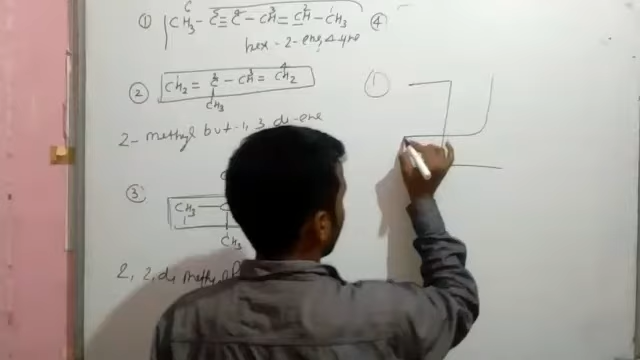 ① CH₃ - C ≡ C - CH = CH - CH₃ ④
hex - 2 - ene, 4 yne
② CH₂ = C - CH = CH₂
CH₃
2 - methyl but - 1, 3 di - ene
③ CH₃ — C
CH₃
2, 2, di methyl
①